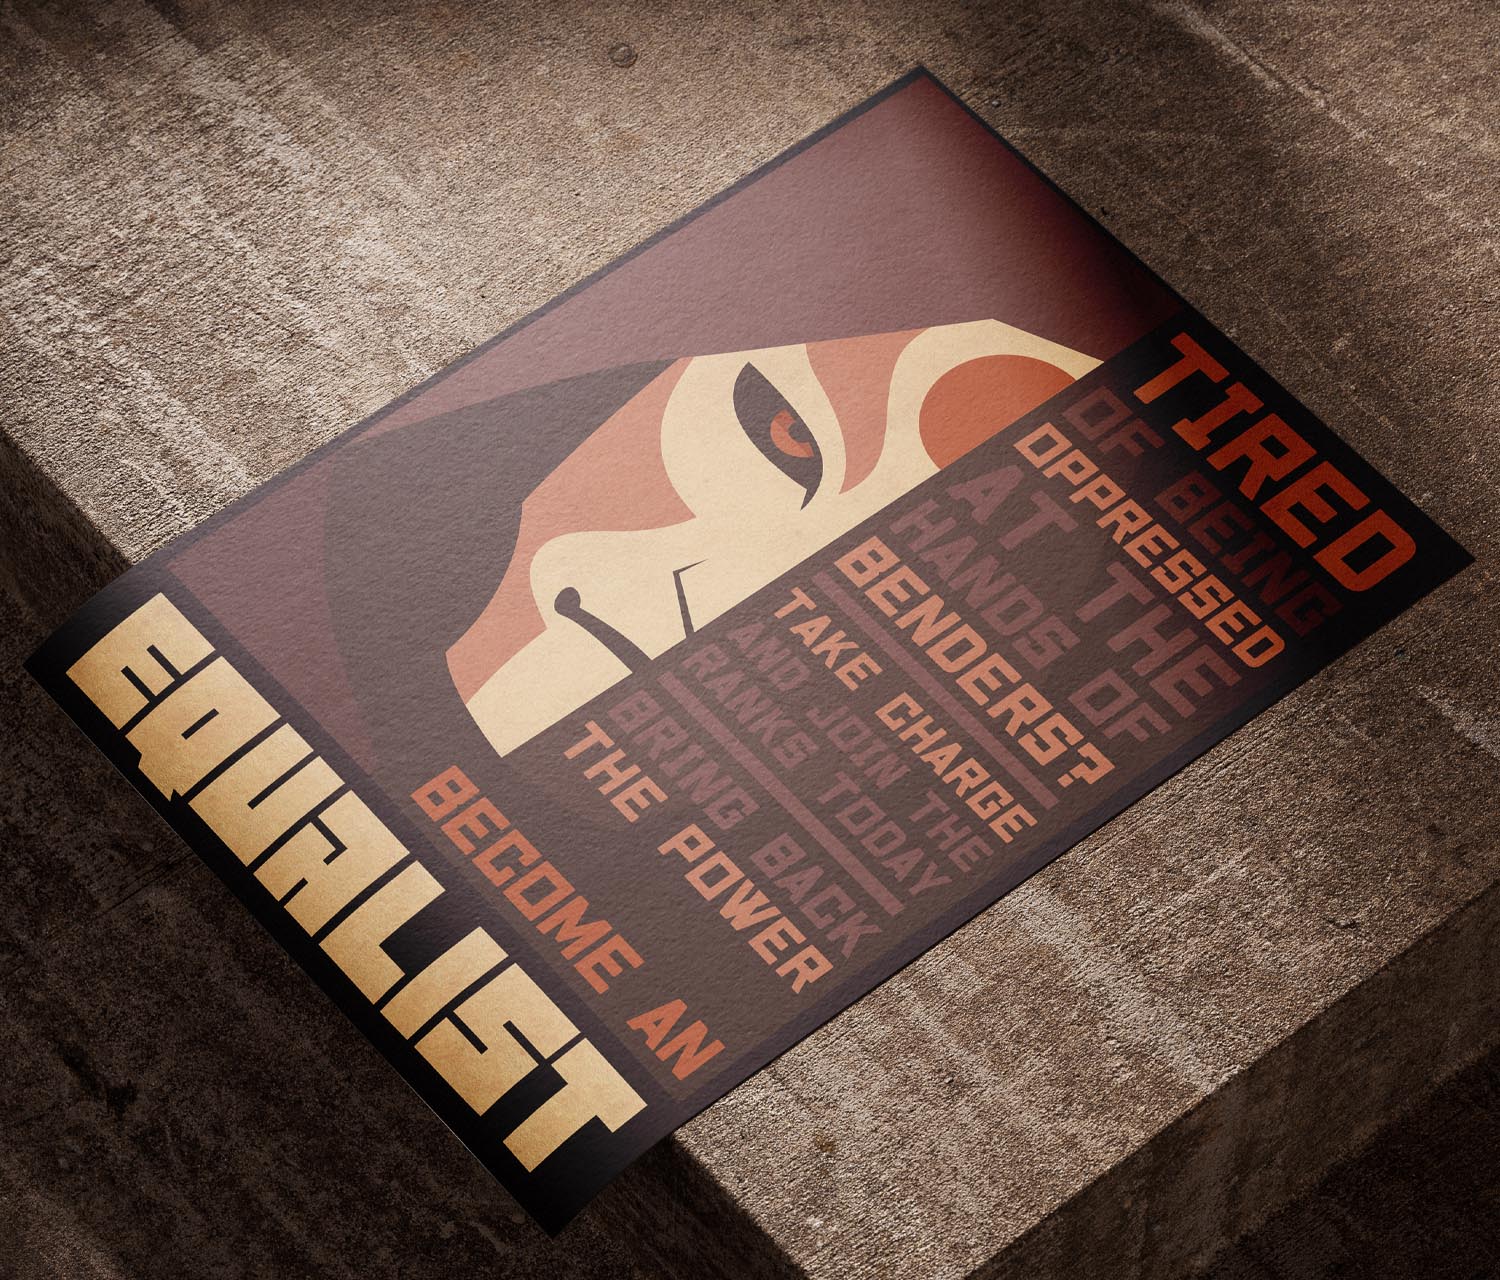 TIRED
OF BEING
OPPRESSED
AT THE
HANDS OF
BENDERS?
TAKE CHARGE
AND JOIN THE
RANKS TODAY
BRING BACK
THE POWER
BECOME AN
EQUALIST